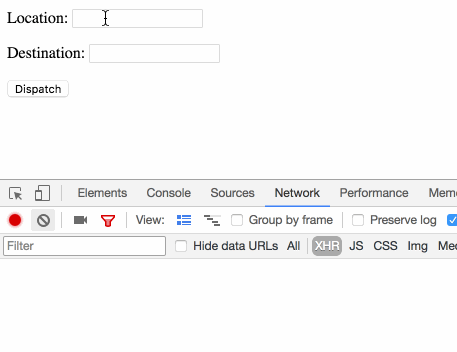 Location:
Destination:
Dispatch
Elements Console Sources Network Performance Mem
View: Group by frame Preserve log
Filter Hide data URLs All XHR JS CSS Img Med